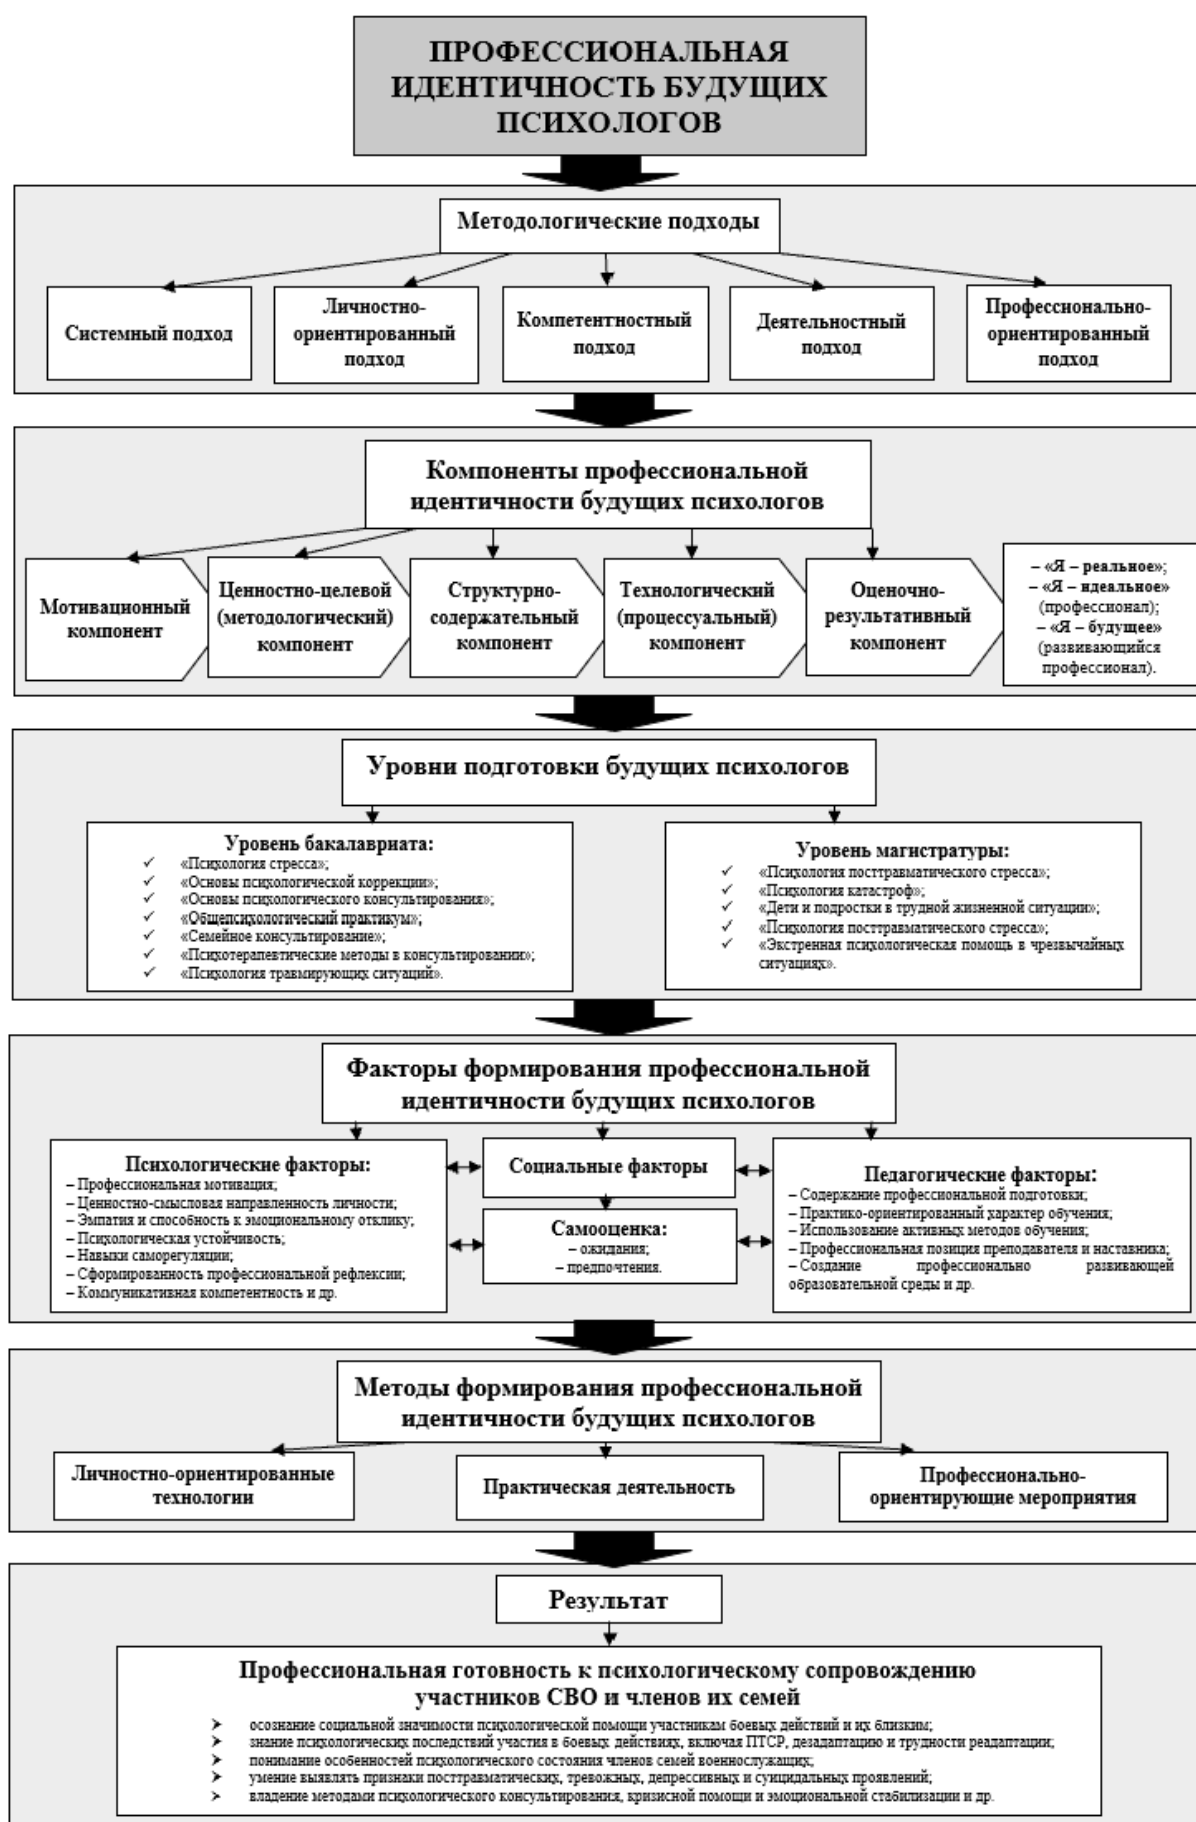 ПРОФЕССИОНАЛЬНАЯ
ИДЕНТИЧНОСТЬ БУДУЩИХ
ПСИХОЛОГОВ
Методологические подходы
Системный подход
Личностно-
ориентированный
подход
Компетентностный
подход
Деятельностный
подход
Профессионально-
ориентированный
подход
Компоненты профессиональной
идентичности будущих психологов
Мотивационный
компонент
Ценностно-целевой
(методологический)
компонент
Структурно-
содержательный
компонент
Технологический
(процессуальный)
компонент
Оценочно-
результативный
компонент
– «Я – реальное»;
– «Я – идеальное»
(профессионал);
– «Я – будущее»
(развивающийся
профессионал).
Уровни подготовки будущих психологов
Уровень бакалавриата:
✓ «Психология стресса»;
✓ «Основы психологической коррекции»;
✓ «Основы психологического консультирования»;
✓ «Общепсихологический практикум»;
✓ «Семейное консультирование»;
✓ «Психотерапевтические методы в консультировании»;
✓ «Психология травмирующих ситуаций».
Уровень магистратуры:
✓ «Психология посттравматического стресса»;
✓ «Психология катастроф»;
✓ «Дети и подростки в трудной жизненной ситуации»;
✓ «Психология посттравматического стресса»;
✓ «Экстренная психологическая помощь в чрезвычайных
ситуациях».
Факторы формирования профессиональной
идентичности будущих психологов
Психологические факторы:
– Профессиональная мотивация;
– Ценностно-смысловая направленность личности;
– Эмпатия и способность к эмоциональному отклику;
– Психологическая устойчивость;
– Навыки саморегуляции;
– Сформированность профессиональной рефлексии;
– Коммуникативная компетентность и др.
Социальные факторы
Самооценка:
– ожидания;
– предпочтения.
Педагогические факторы:
– Содержание профессиональной подготовки;
– Практико-ориентированный характер обучения;
– Использование активных методов обучения;
– Профессиональная позиция преподавателя и наставника;
– Создание профессионально развивающей
образовательной среды и др.
Методы формирования профессиональной
идентичности будущих психологов
Личностно-ориентированные
технологии
Практическая деятельность
Профессионально-
ориентирующие мероприятия
Результат
Профессиональная готовность к психологическому сопровождению
участников СВО и членов их семей
➤ осознание социальной значимости психологической помощи участникам боевых действий и их близким;
➤ знание психологических последствий участия в боевых действиях, включая ПТСР, дезадаптацию и трудности реадаптации;
➤ понимание особенностей психологического состояния членов семей военнослужащих;
➤ умение выявлять признаки посттравматических, тревожных, депрессивных и суицидальных проявлений;
➤ владение методами психологического консультирования, кризисной помощи и эмоциональной стабилизации и др.